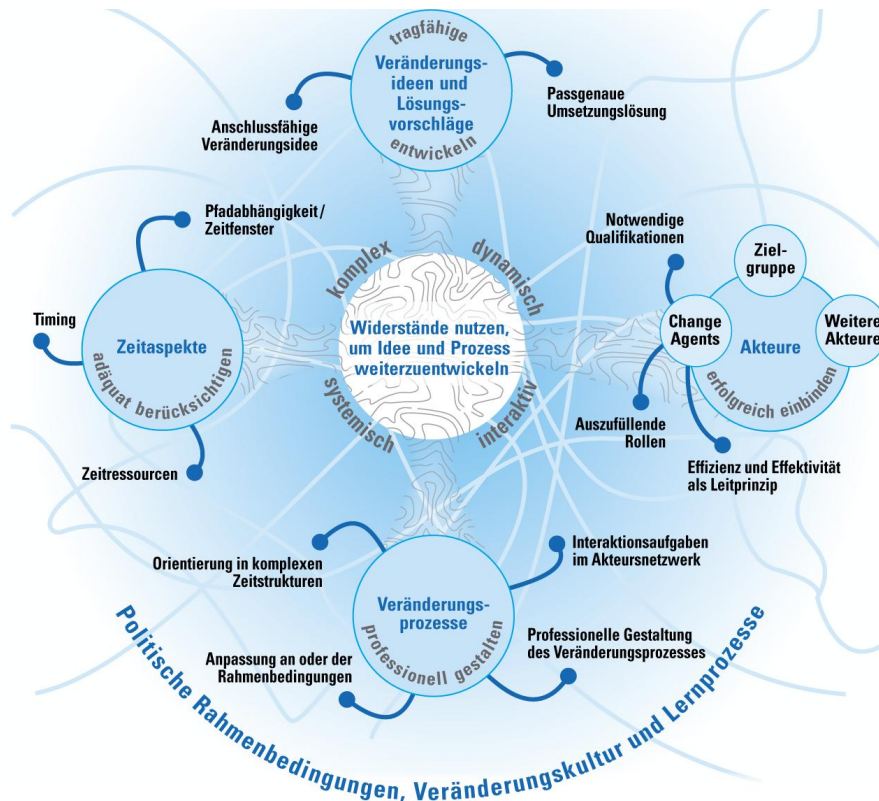 tragfähige
Veränderungs-
ideen und
Lösungs-
vorschläge
entwickeln
Anschlussfähige
Veränderungsidee
Passgenaue
Umsetzungslösung
Pfadabhängigkeit /
Zeitfenster
Timing
Zeitaspekte
adäquat berücksichtigen
Zeitressourcen
komplex
dynamisch
Widerstände nutzen,
um Idee und Prozess
weiterzuentwickeln
systemisch
interaktiv
Notwendige
Qualifikationen
Ziel-
gruppe
Change
Agents
Akteure
Weitere
Akteure
erfolgreich einbinden
Auszufüllende
Rollen
Effizienz und Effektivität
als Leitprinzip
Orientierung in komplexen
Zeitstrukturen
Interaktionsaufgaben
im Akteursnetzwerk
Veränderungs-
prozesse
professionell gestalten
Anpassung an oder der
Rahmenbedingungen
Professionelle Gestaltung
des Veränderungsprozesses
Politische Rahmenbedingungen, Veränderungskultur und Lernprozesse